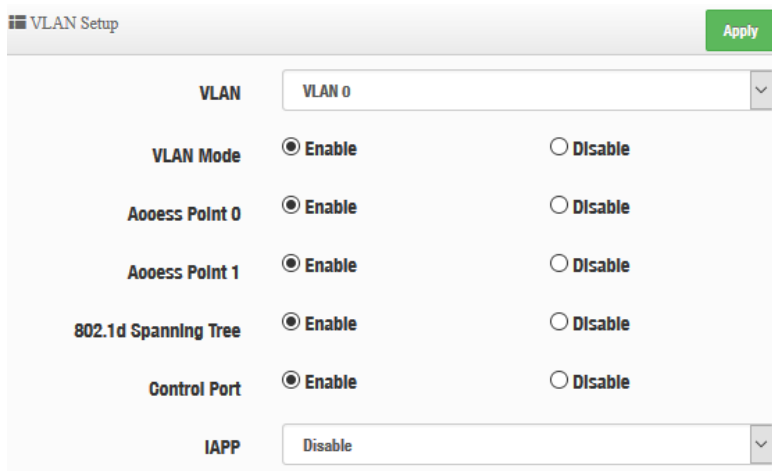 VLAN Setup
Apply
VLAN VLAN 0
VLAN Mode Enable Disable
Aooess Point 0 Enable Disable
Aooess Point 1 Enable Disable
802.1d Spanning Tree Enable Disable
Control Port Enable Disable
IAPP Disable